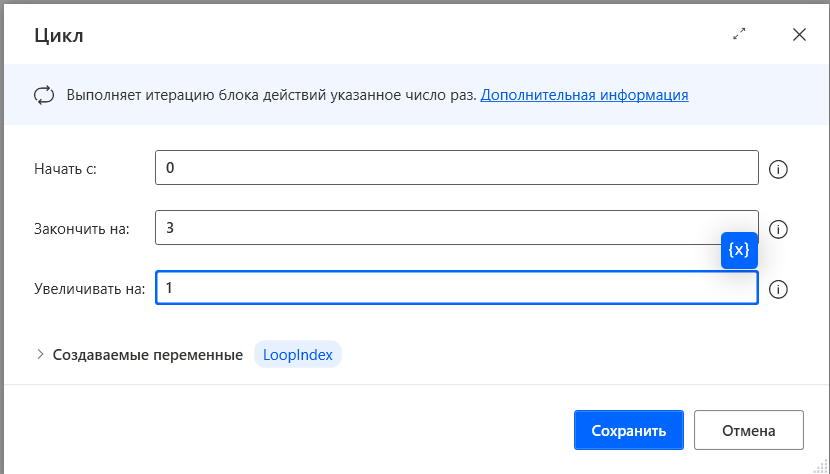 Цикл
Выполняет итерацию блока действий указанное число раз. Дополнительная информация
Начать с: 0
Закончить на: 3
{x}
Увеличивать на: 1
Создаваемые переменные LoopIndex
Сохранить Отмена